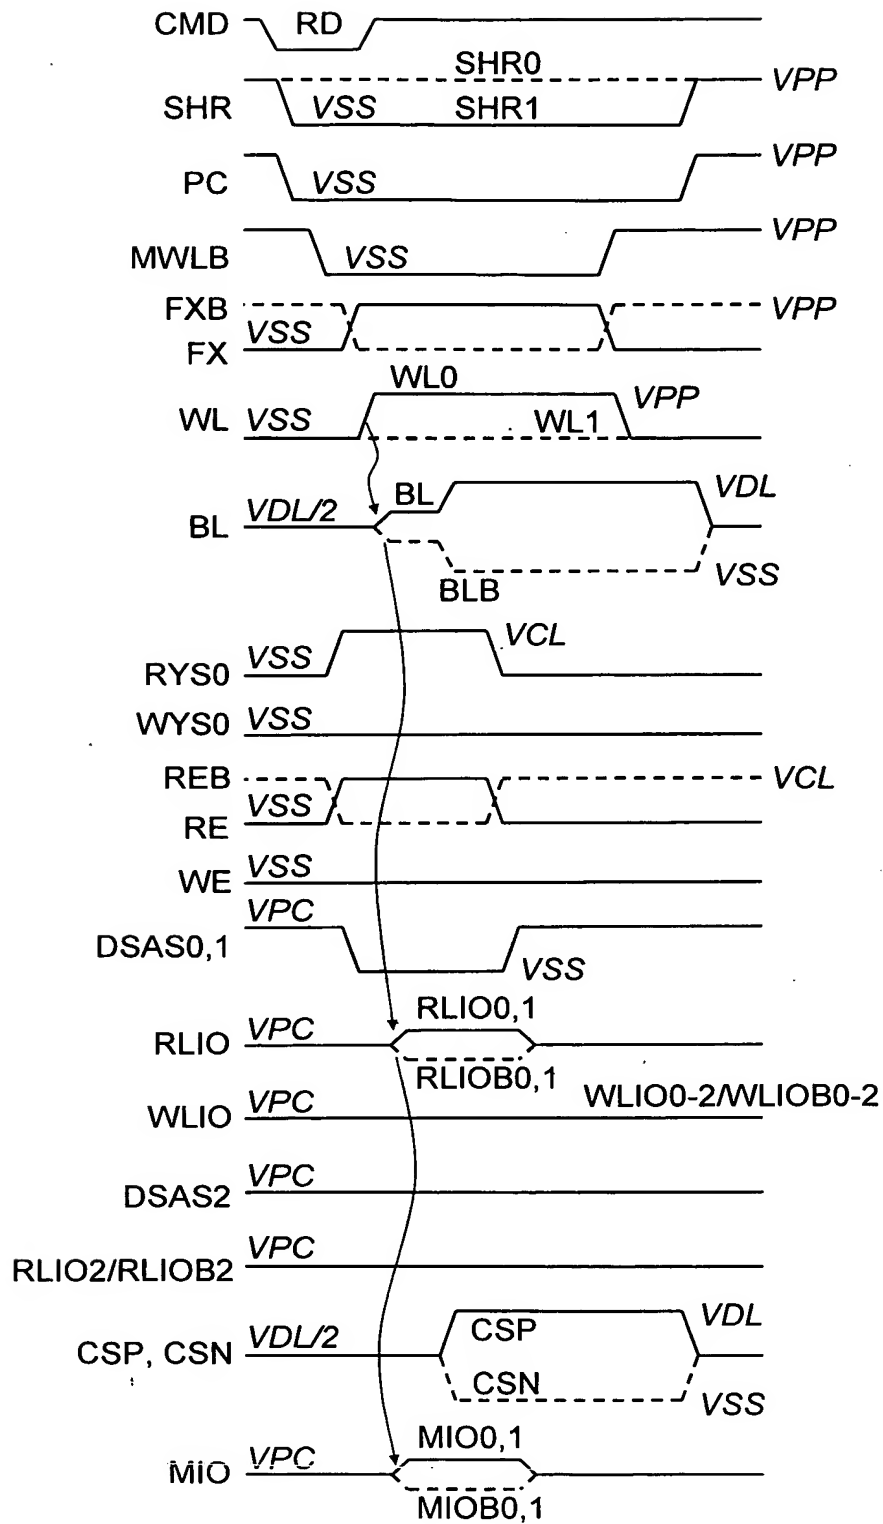 CMD RD
SHR0
VPP
SHR VSS SHR1
VPP
PC VSS
VPP
MWLB VSS
FXB VPP
VSS
FX
WL0 VPP
WL VSS WL1
BL VDL
BL VDL/2
VSS
BLB
VSS VCL
RYS0
WYS0 VSS
REB VCL
VSS
RE
VSS
WE
VPC
DSAS0,1 VSS
RLIO0,1
RLIO VPC
RLIOB0,1
WLIO0-2/WLIOB0-2
WLIO VPC
VPC
DSAS2
VPC
RLIO2/RLIOB2
VDL
CSP
CSP, CSN VDL/2
CSN VSS
MIO0,1
MIO VPC
MIOB0,1